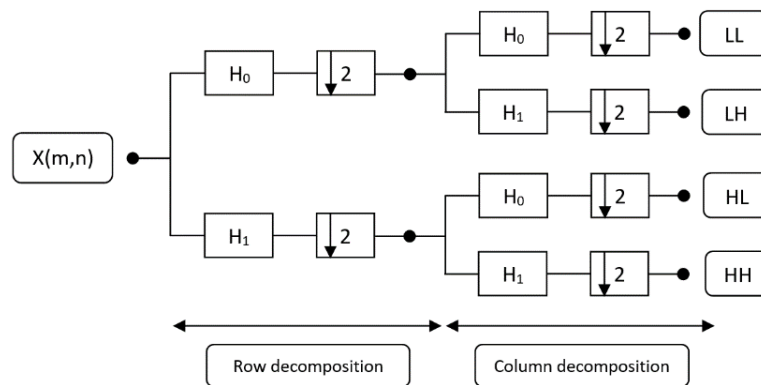 H₀ 2 LL
H₀ 2
H₁ 2 LH
X(m,n)
H₀ 2 HL
H₁ 2
H₁ 2 HH
Row decomposition Column decomposition